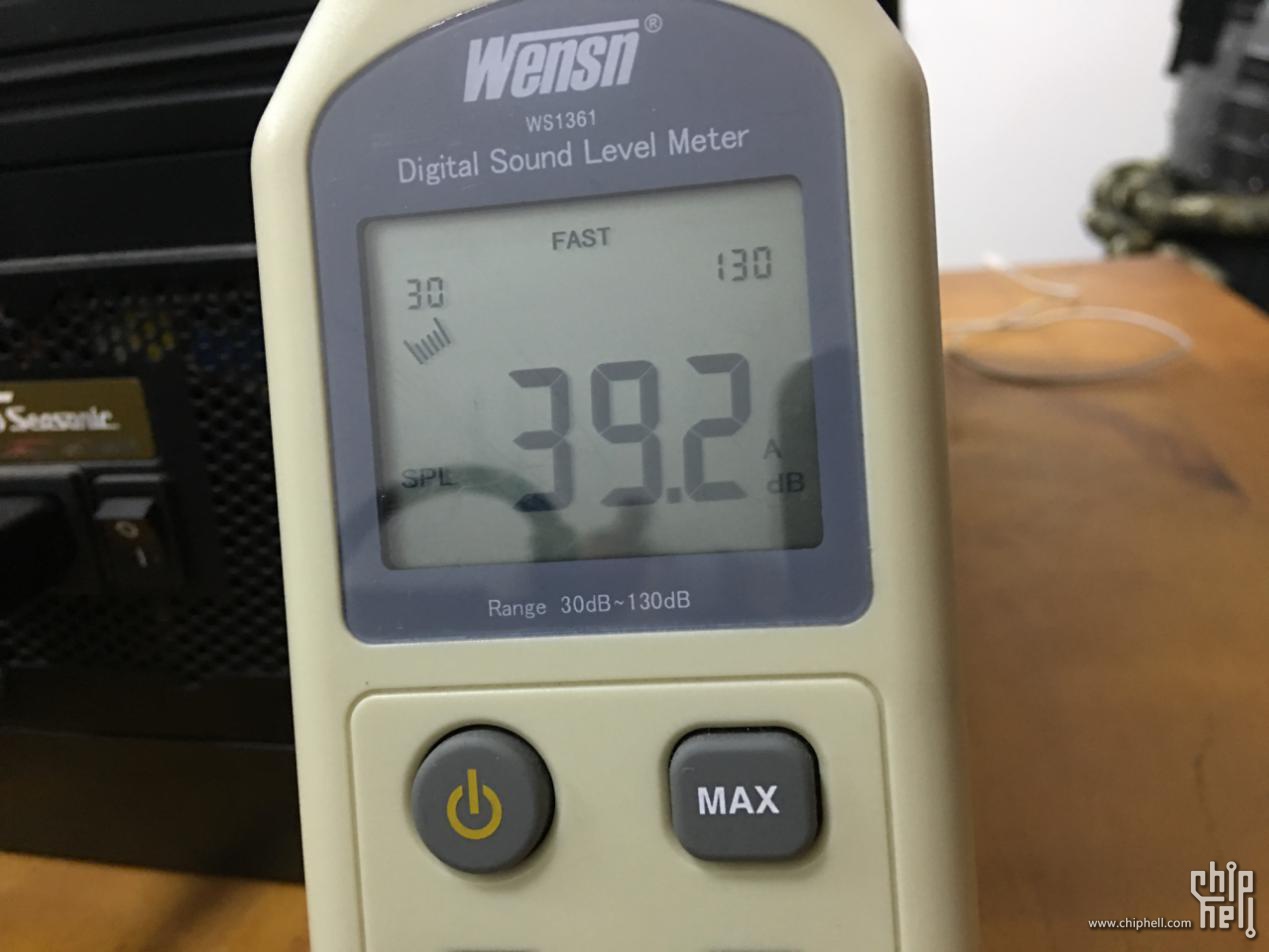 Wensn®
WS1361
Digital Sound Level Meter
FAST
30
130
39.2
A
SPL
dB
Range 30dB~130dB
MAX
Seasonic
chip
hell
www.chiphell.com